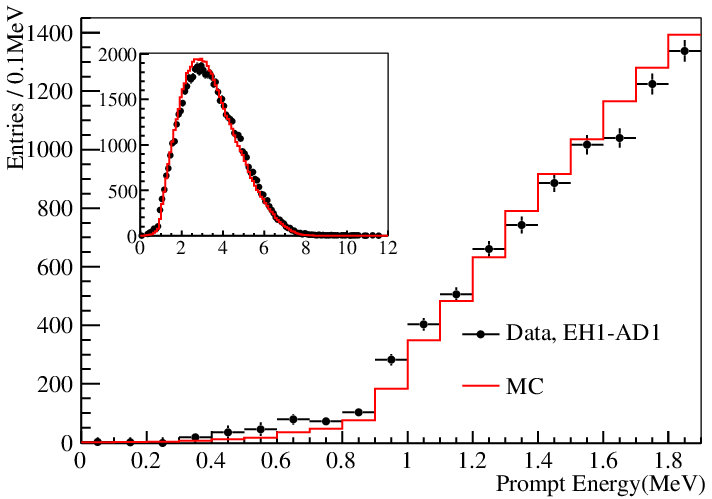 Entries / 0.1MeV
1400
1200
1000
800
600
400
200
0
2000
1500
1000
500
0
0 2 4 6 8 10 12
Data, EH1-AD1
MC
0 0.2 0.4 0.6 0.8 1 1.2 1.4 1.6 1.8
Prompt Energy(MeV)